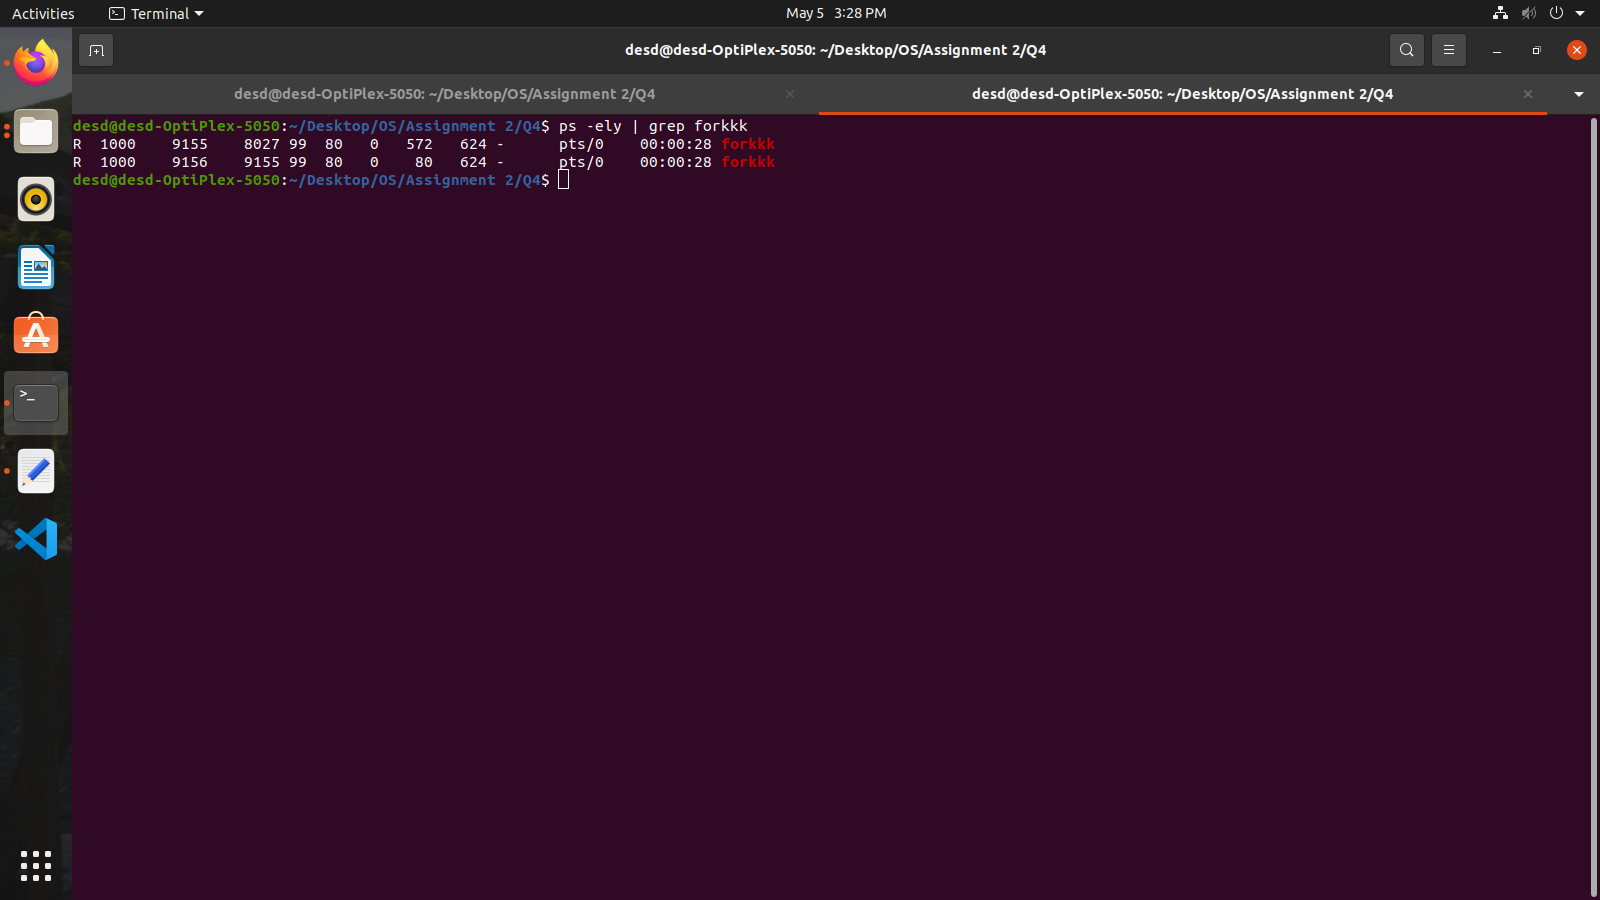 Activities Terminal May 5 3:28 PM
desd@desd-OptiPlex-5050: ~/Desktop/OS/Assignment 2/Q4
desd@desd-OptiPlex-5050: ~/Desktop/OS/Assignment 2/Q4 desd@desd-OptiPlex-5050: ~/Desktop/OS/Assignment 2/Q4
desd@desd-OptiPlex-5050:~/Desktop/OS/Assignment 2/Q4$ ps -ely | grep forkkk
R  1000    9155    8027 99  80   0   572   624 -      pts/0    00:00:28 forkkk
R  1000    9156    9155 99  80   0    80   624 -      pts/0    00:00:28 forkkk
desd@desd-OptiPlex-5050:~/Desktop/OS/Assignment 2/Q4$